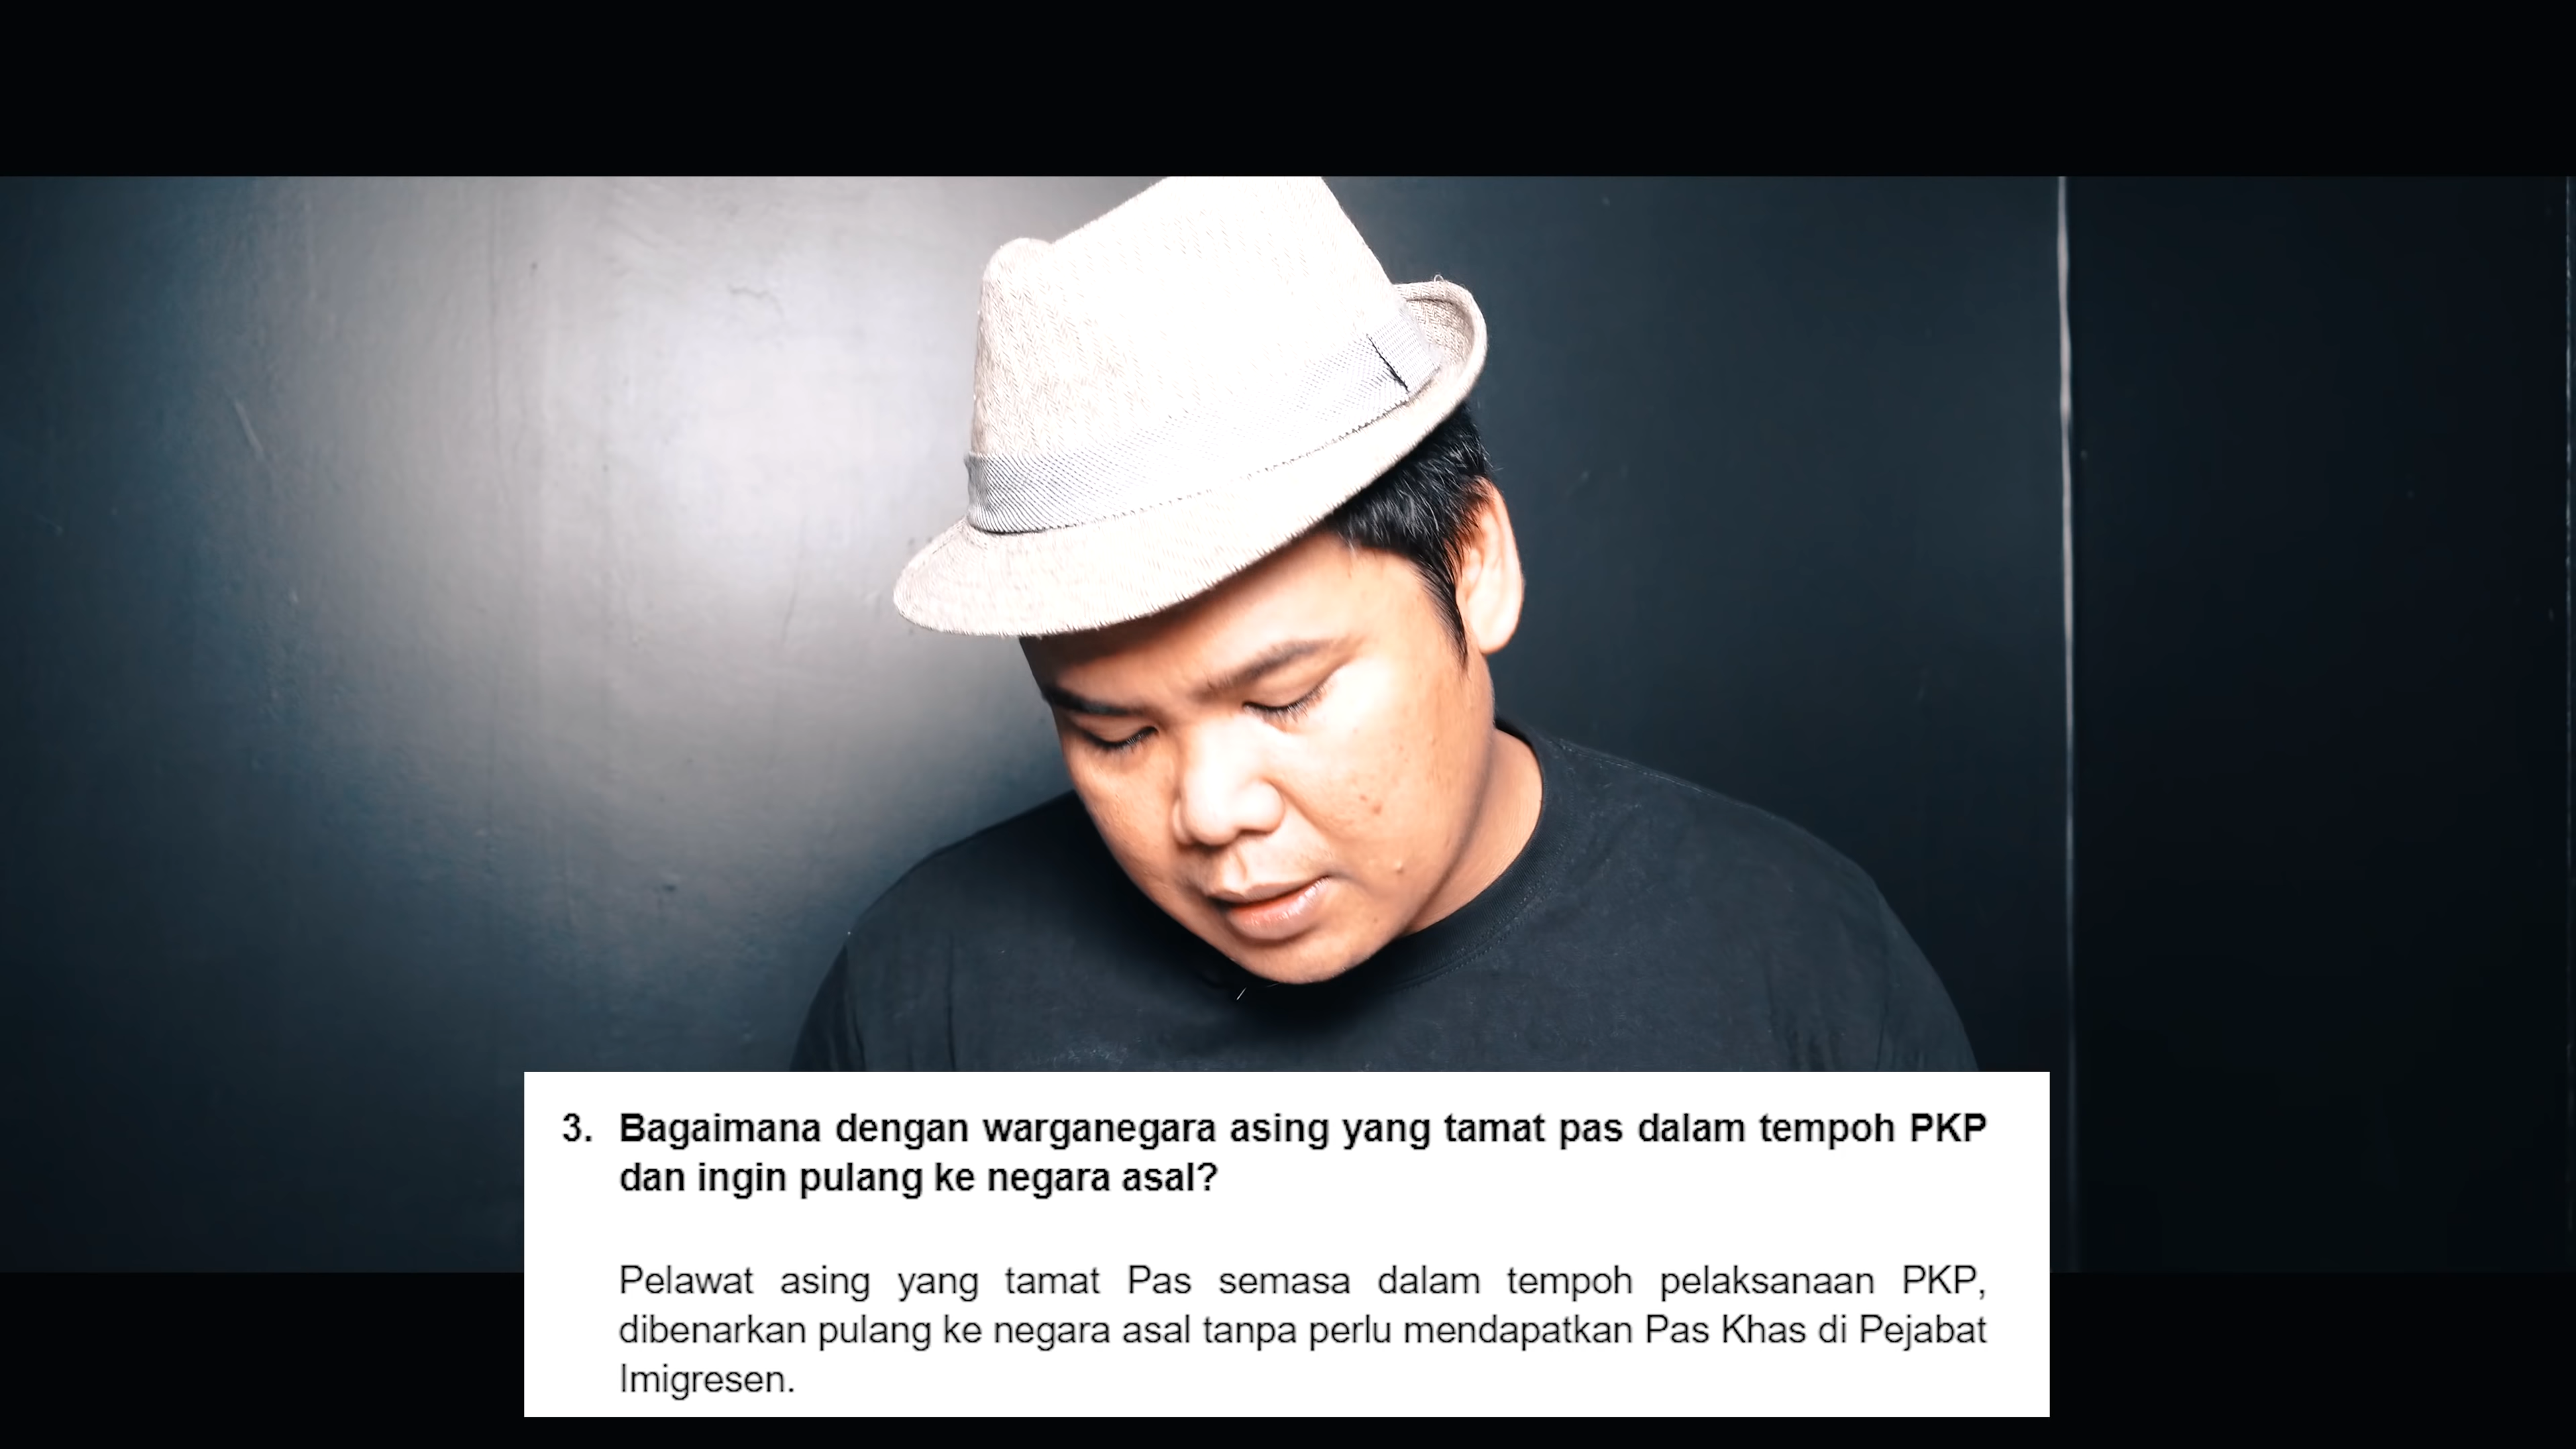 3. Bagaimana dengan warganegara asing yang tamat pas dalam tempoh PKP
dan ingin pulang ke negara asal?
Pelawat asing yang tamat Pas semasa dalam tempoh pelaksanaan PKP,
dibenarkan pulang ke negara asal tanpa perlu mendapatkan Pas Khas di Pejabat
Imigresen.